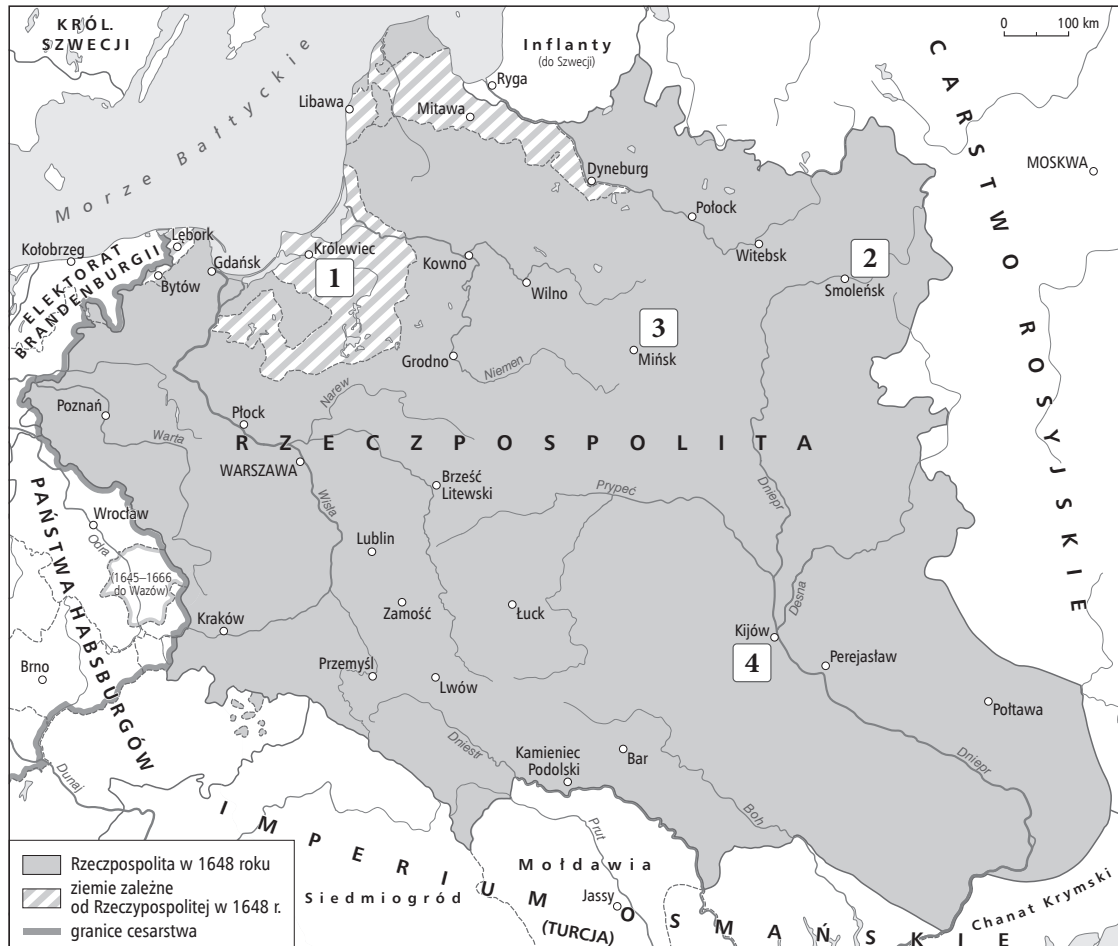 KRÓL.
SZWECJI
0 100 km
Inflanty
(do Szwecji)
Ryga
Libawa
Mitawa
Morze Bałtyckie
CARSTWO ROSYJSKIE
MOSKWA
Dyneburg
Połock
Witebsk
Kołobrzeg
Lębork
ELEKTORAT
BRANDENBURGII
Bytów
Gdańsk
Królewiec
1
Kowno
Wilno
2
Smoleńsk
3
Mińsk
Grodno
Niemen
Narew
Poznań
Płock
Warta
RZECZPOSPOLITA
WARSZAWA
Wisła
Brześć
Litewski
Prypeć
Dniepr
PAŃSTWA HABSBURGÓW
Wrocław
Odra
(1645–1666
do Wazów)
Lublin
Zamość
Łuck
Desna
Kraków
Kijów
4
Perejasław
Brno
Przemyśl
Lwów
Połtawa
Dniestr
Kamieniec
Podolski
Bar
Dniepr
Dunaj
Boh
Prut
IMPERIUM OSMAŃSKIE
(TURCJA)
Mołdawia
Siedmiogród
Jassy
Chanat Krymski
Rzeczpospolita w 1648 roku
ziemie zależne
od Rzeczypospolitej w 1648 r.
granice cesarstwa